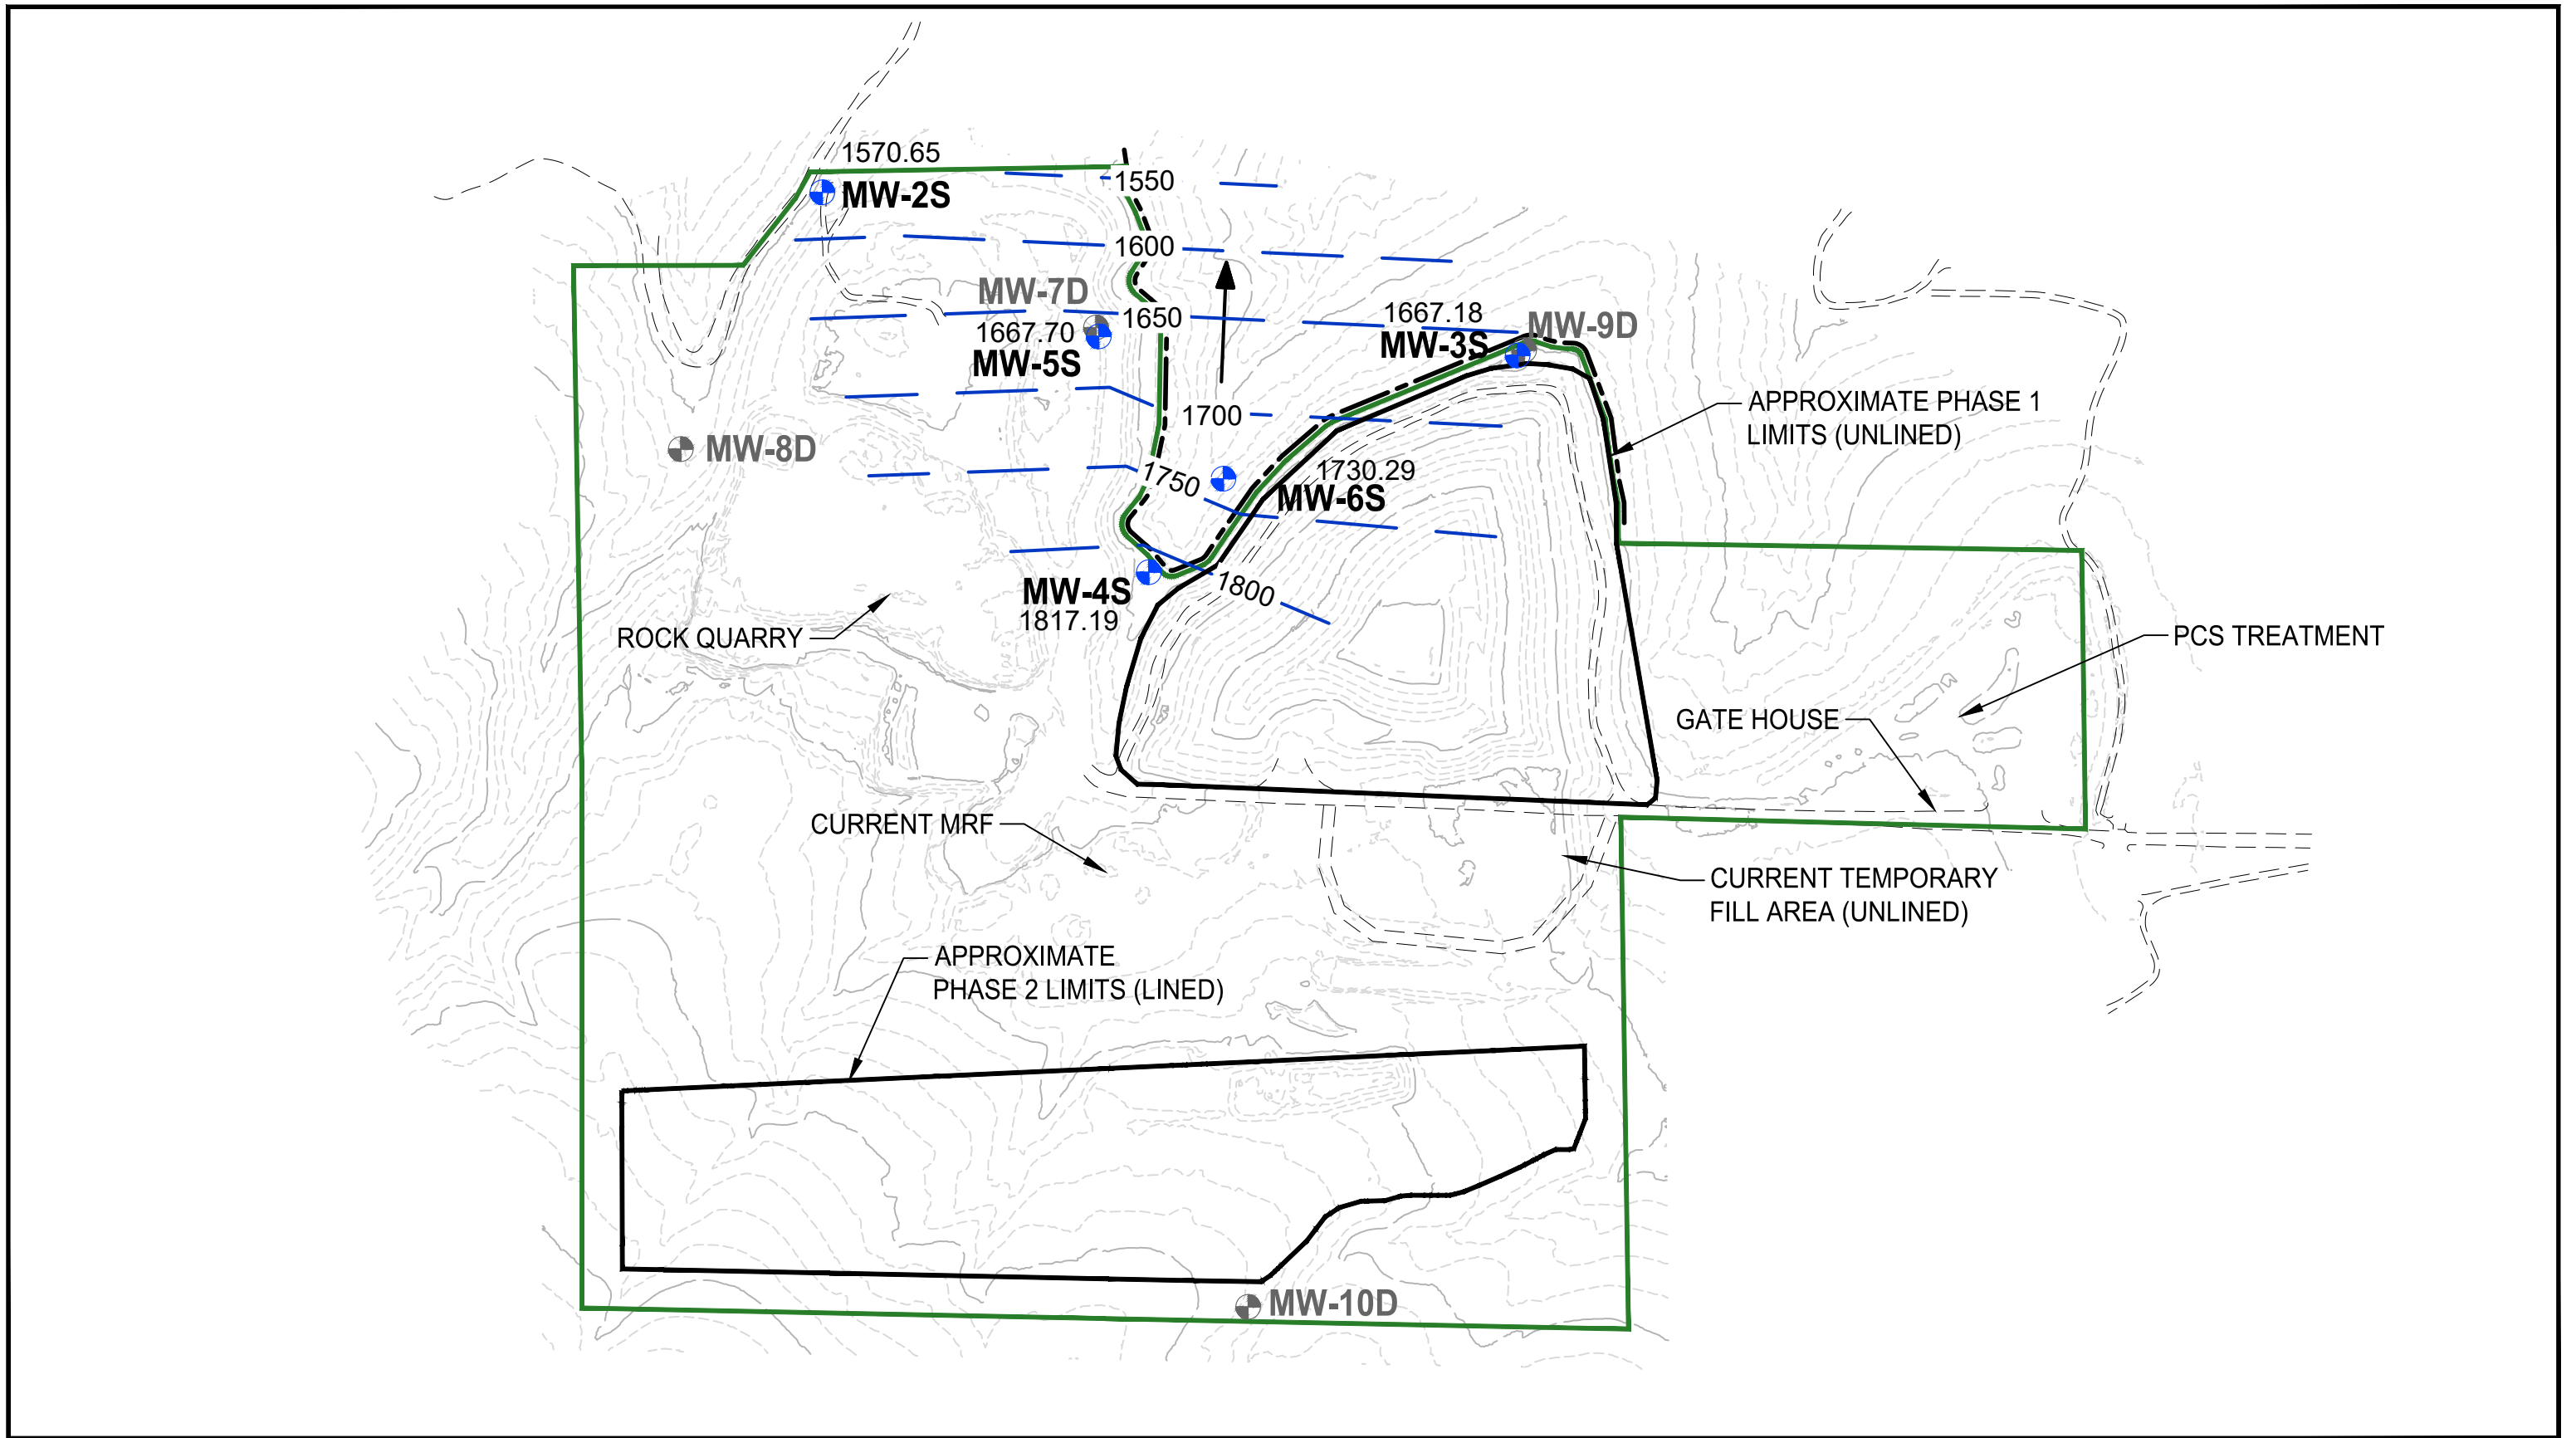 1570.65
MW-2S
1550
1600
MW-7D
1650
1667.70
MW-5S
1667.18
MW-3S
MW-9D
APPROXIMATE PHASE 1
LIMITS (UNLINED)
1700
MW-8D
1750
1730.29
MW-6S
MW-4S
1817.19
1800
ROCK QUARRY
PCS TREATMENT
GATE HOUSE
CURRENT MRF
CURRENT TEMPORARY
FILL AREA (UNLINED)
APPROXIMATE
PHASE 2 LIMITS (LINED)
MW-10D